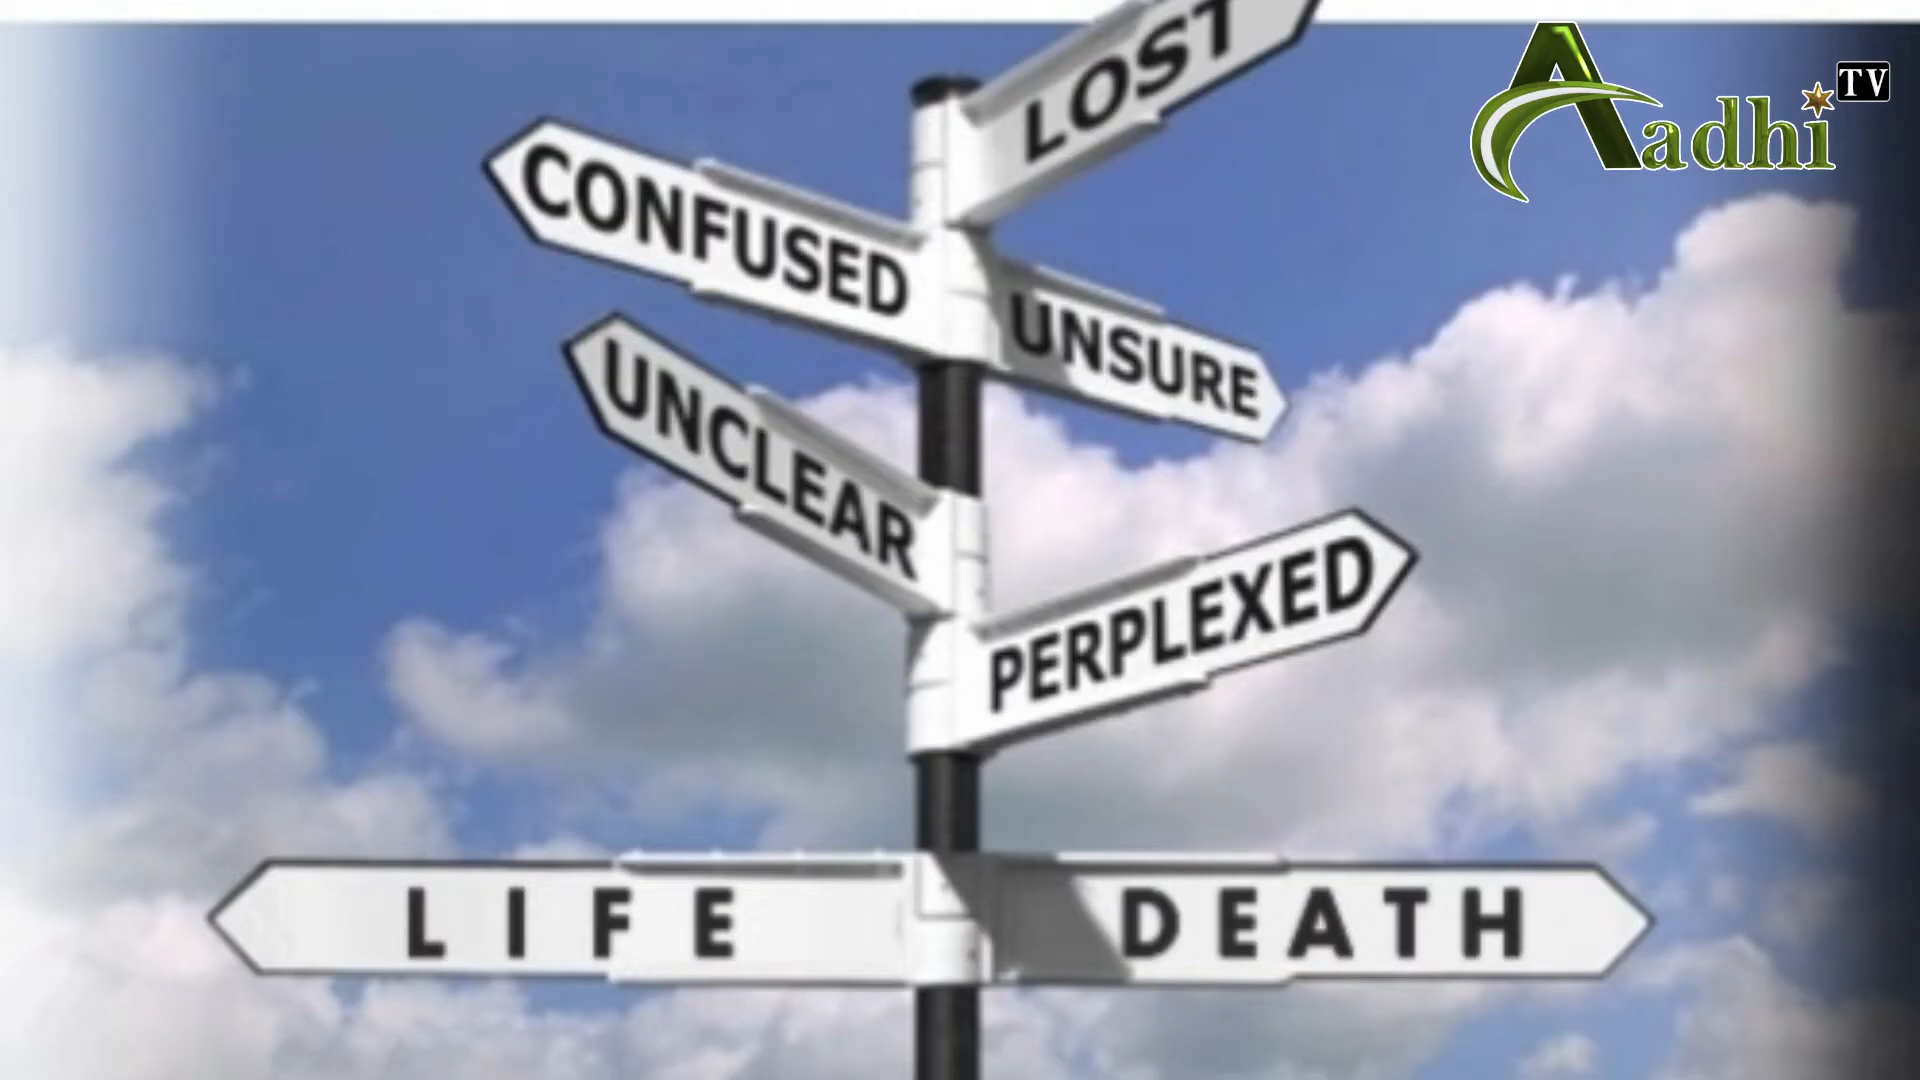 LOST
Aadhi TV
CONFUSED
UNSURE
UNCLEAR
PERPLEXED
LIFE
DEATH